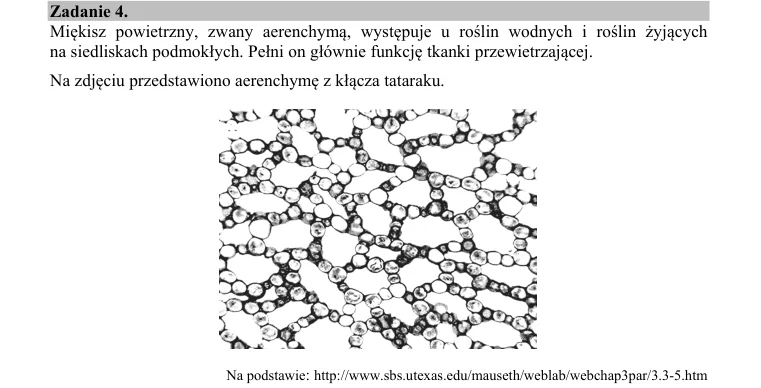 Zadanie 4.
Miękisz powietrzny, zwany aerenchymą, występuje u roślin wodnych i roślin żyjących
na siedliskach podmokłych. Pełni on głównie funkcję tkanki przewietrzającej.
Na zdjęciu przedstawiono aerenchymę z kłącza tataraku.
Na podstawie: http://www.sbs.utexas.edu/mauseth/weblab/webchap3par/3.3-5.htm